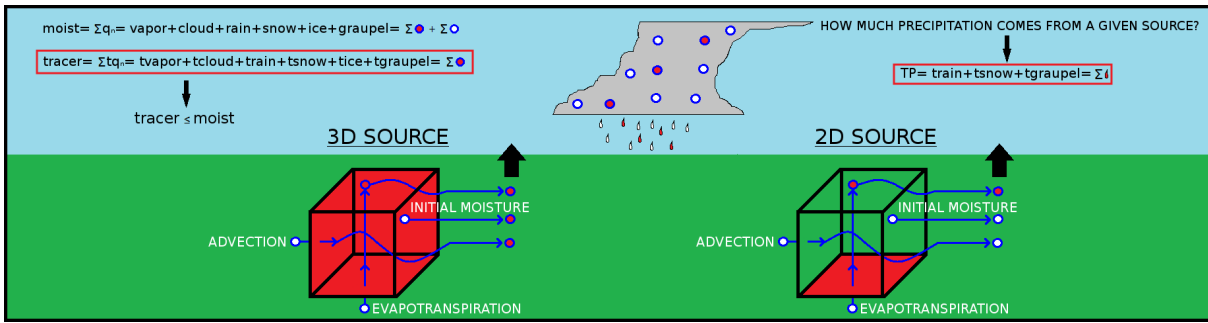 moist= Σqₙ= vapor+cloud+rain+snow+ice+graupel= Σ + Σ
tracer= Σtqₙ= tvapor+tcloud+train+tsnow+tice+tgraupel= Σ
tracer ≤ moist
HOW MUCH PRECIPITATION COMES FROM A GIVEN SOURCE?
TP= train+tsnow+tgraupel= Σ
3D SOURCE
INITIAL MOISTURE
ADVECTION
EVAPOTRANSPIRATION
2D SOURCE
INITIAL MOISTURE
ADVECTION
EVAPOTRANSPIRATION